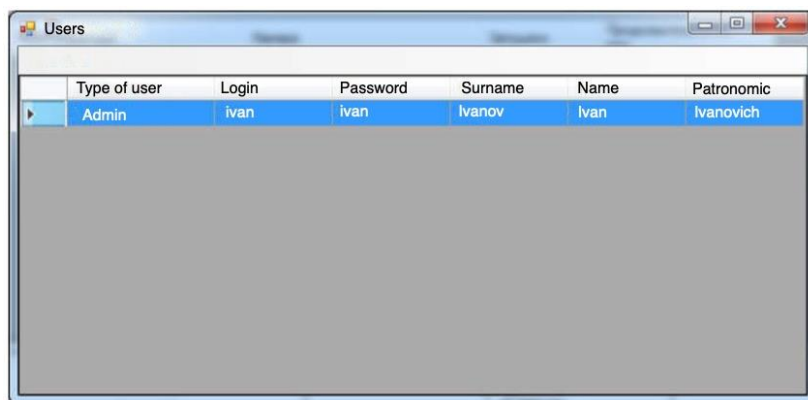 Users
Type of user Login Password Surname Name Patronomic
Admin ivan ivan Ivanov Ivan Ivanovich